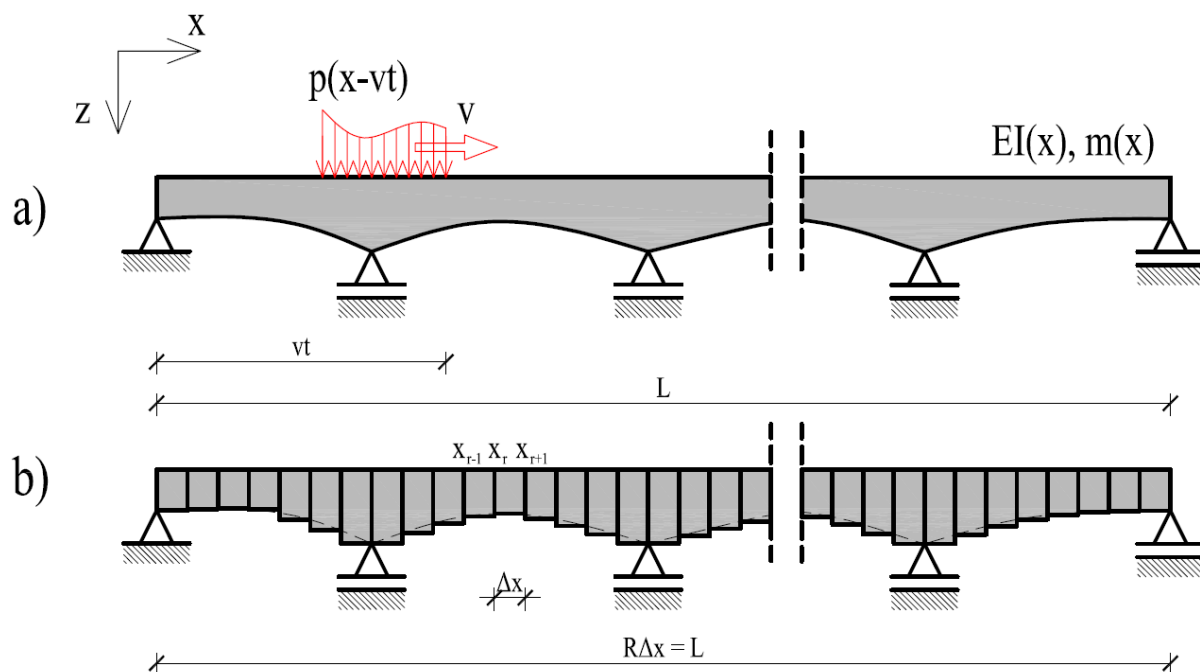 x
z
p(x-vt)
v
EI(x), m(x)
a)
vt
L
x_{r-1} x_r x_{r+1}
b)
Δx
RΔx = L